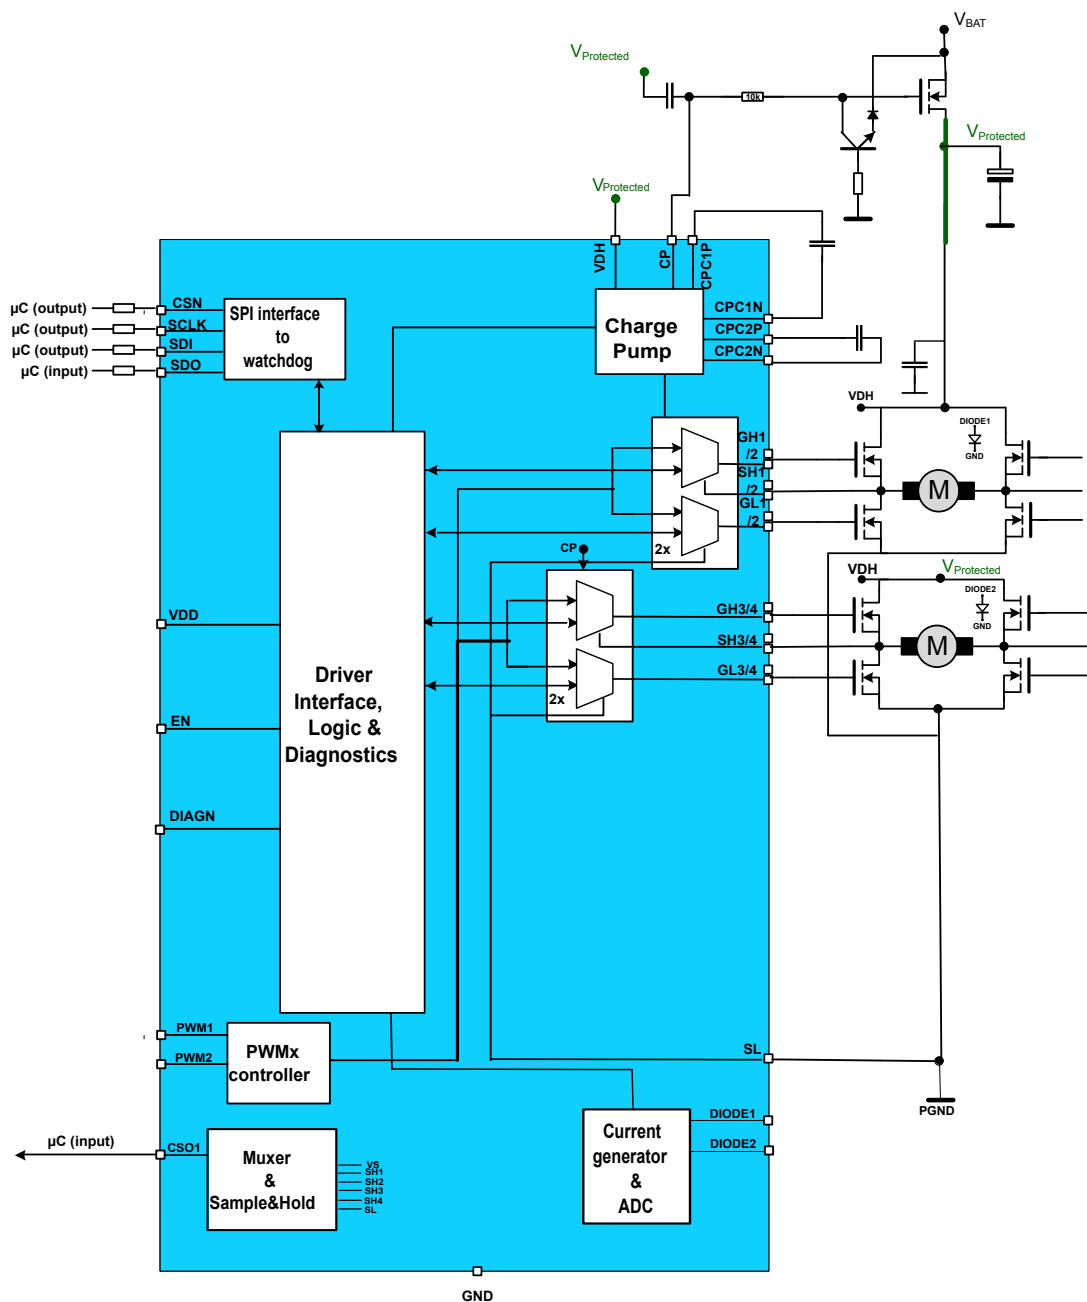 VBAT
VProtected
10k
VProtected
VProtected
VDH
CP
CPC1P
µC (output)
CSN
µC (output)
SCLK
µC (output)
SDI
µC (input)
SDO
SPI interface
to
watchdog
Charge
Pump
CPC1N
CPC2P
CPC2N
VDH
DIODE1
GND
GH1
/2
SH1
/2
GL1
/2
M
2x
CP
VDH
VProtected
DIODE2
GND
GH3/4
SH3/4
GL3/4
M
2x
VDD
EN
DIAGN
Driver
Interface,
Logic &
Diagnostics
PWM1
PWM2
PWMx
controller
SL
PGND
DIODE1
DIODE2
Current
generator
&
ADC
µC (input)
CSO1
Muxer
&
Sample&Hold
VS
SH1
SH2
SH3
SH4
SL
GND